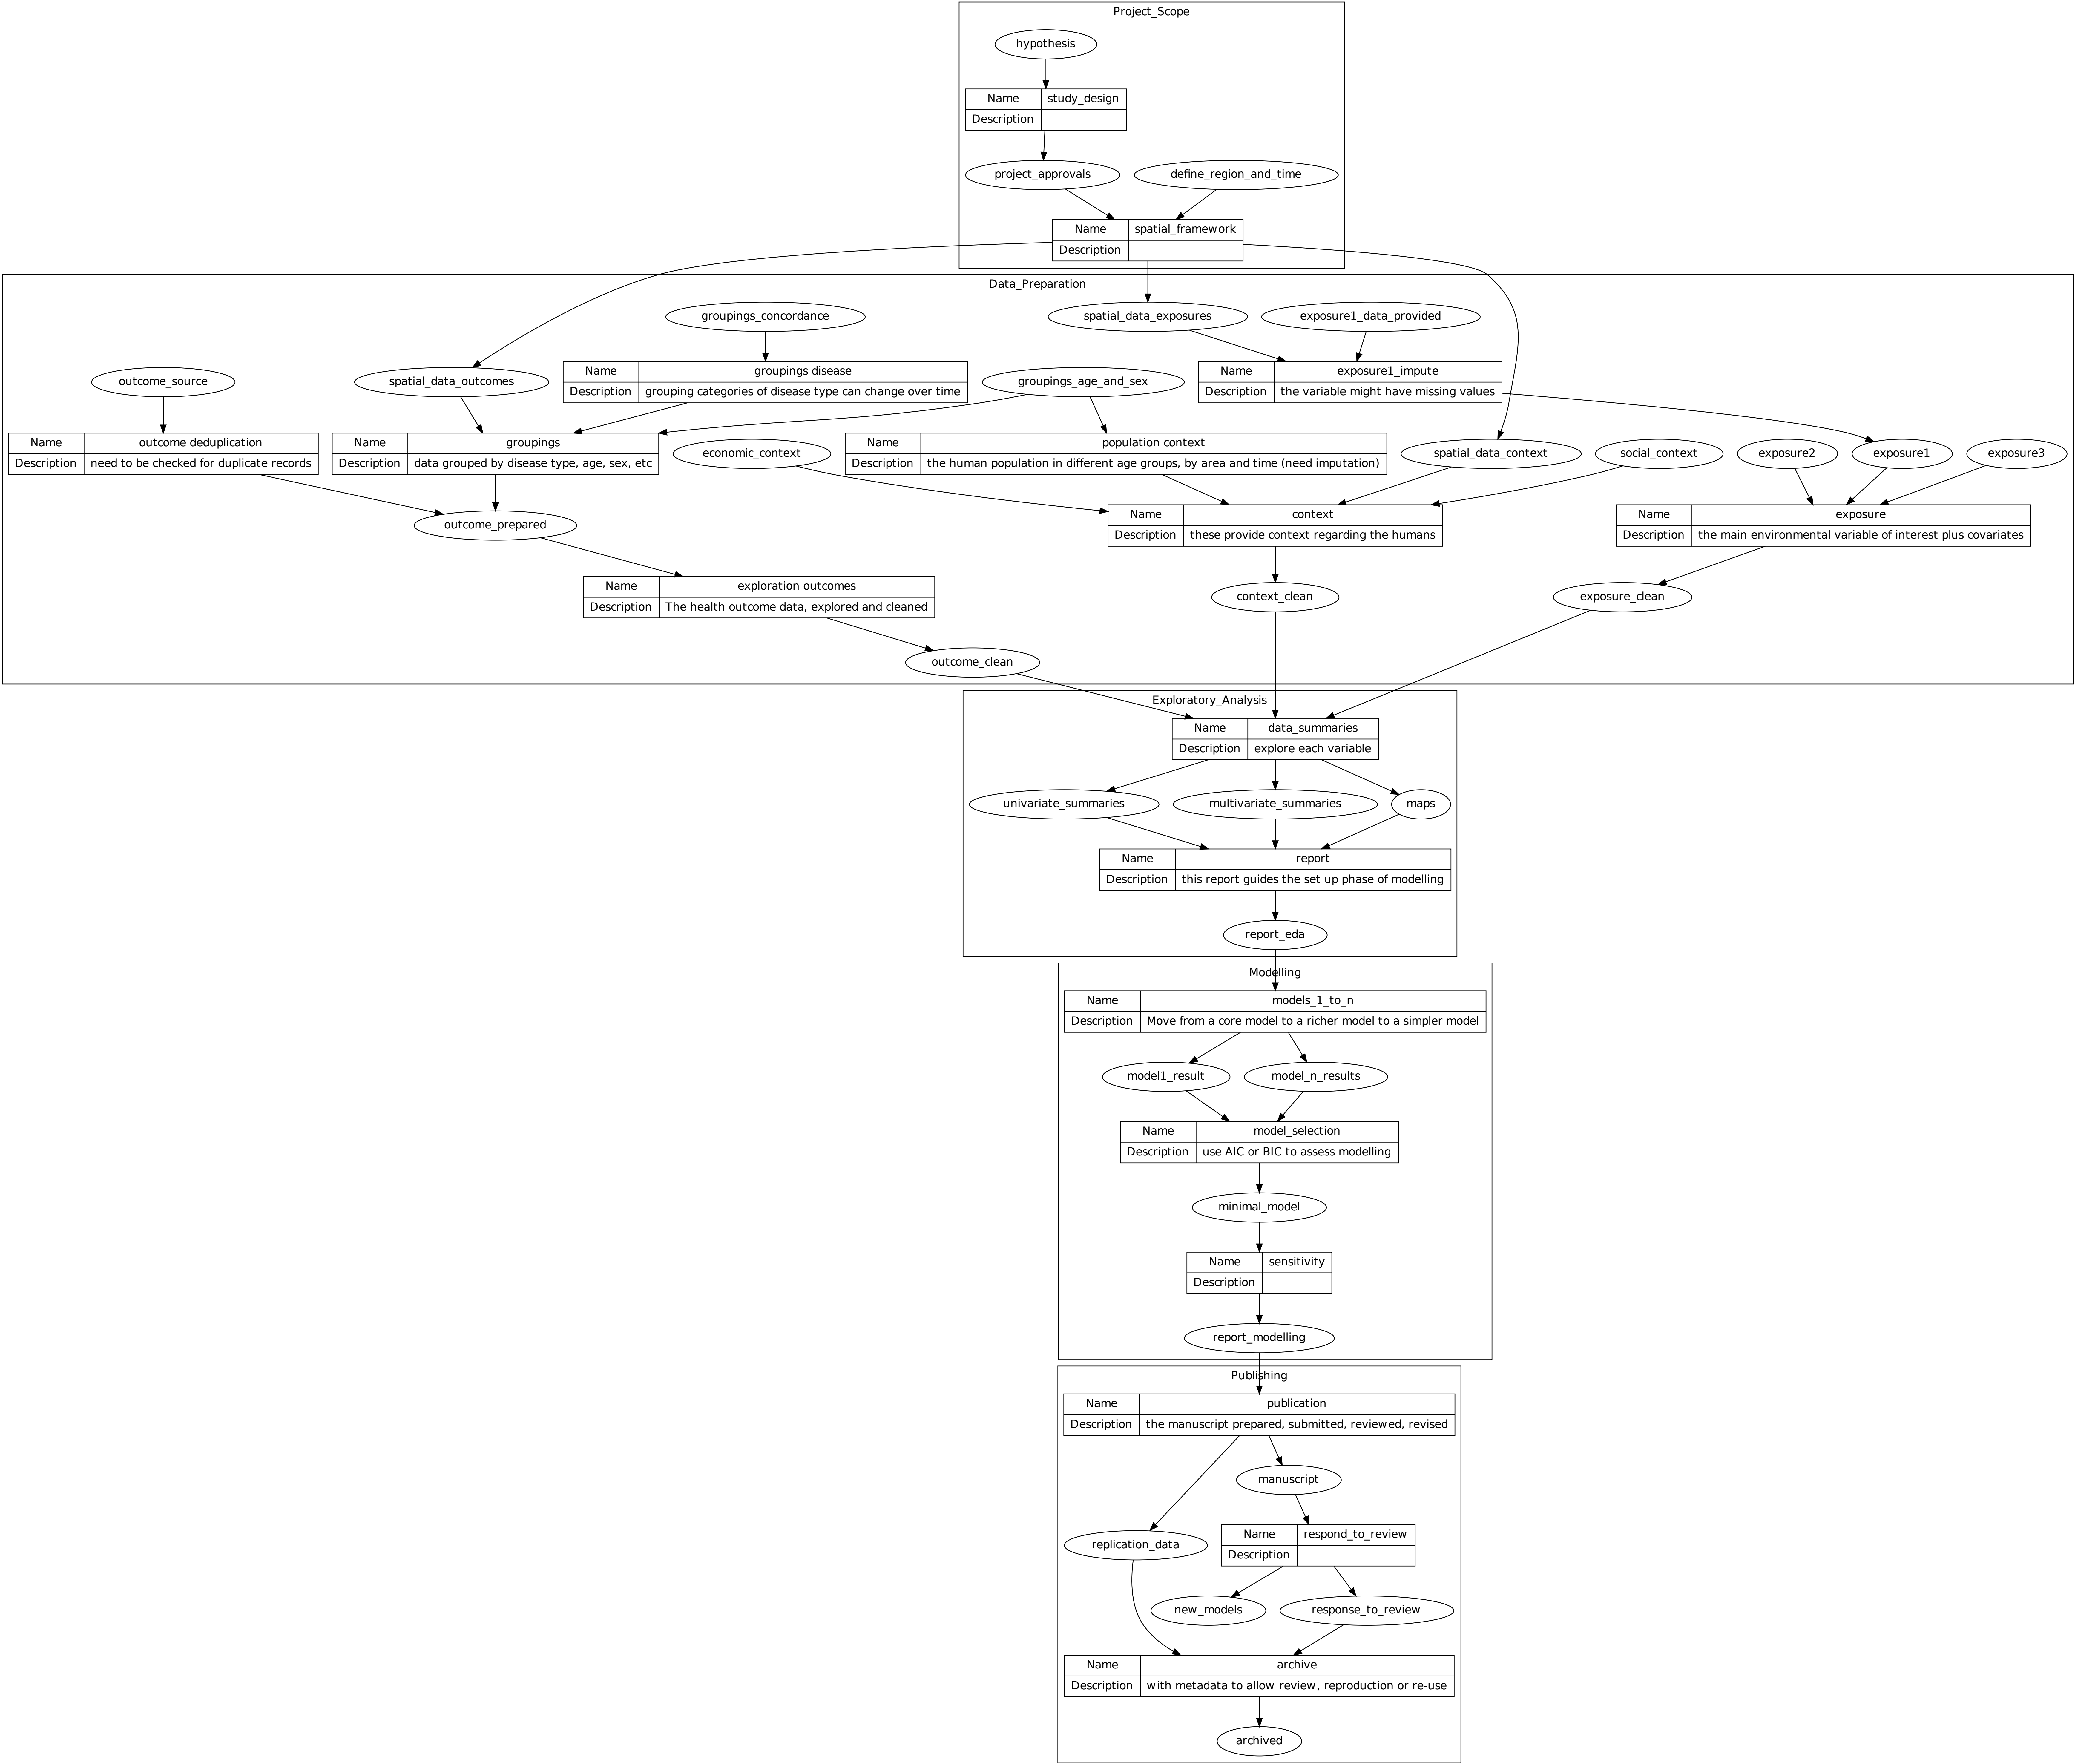 Project_Scope
hypothesis
Name study_design
Description
project_approvals
define_region_and_time
Name spatial_framework
Description
Data_Preparation
groupings_concordance
spatial_data_exposures
exposure1_data_provided
outcome_source
spatial_data_outcomes
Name groupings disease
Description grouping categories of disease type can change over time
groupings_age_and_sex
Name exposure1_impute
Description the variable might have missing values
Name outcome deduplication
Description need to be checked for duplicate records
Name groupings
Description data grouped by disease type, age, sex, etc
economic_context
Name population context
Description the human population in different age groups, by area and time (need imputation)
spatial_data_context
social_context
exposure2
exposure1
exposure3
outcome_prepared
Name context
Description these provide context regarding the humans
Name exposure
Description the main environmental variable of interest plus covariates
Name exploration outcomes
Description The health outcome data, explored and cleaned
context_clean
exposure_clean
outcome_clean
Exploratory_Analysis
Name data_summaries
Description explore each variable
univariate_summaries
multivariate_summaries
maps
Name report
Description this report guides the set up phase of modelling
report_eda
Modelling
Name models_1_to_n
Description Move from a core model to a richer model to a simpler model
model1_result
model_n_results
Name model_selection
Description use AIC or BIC to assess modelling
minimal_model
Name sensitivity
Description
report_modelling
Publishing
Name publication
Description the manuscript prepared, submitted, reviewed, revised
manuscript
replication_data
Name respond_to_review
Description
new_models
response_to_review
Name archive
Description with metadata to allow review, reproduction or re-use
archived